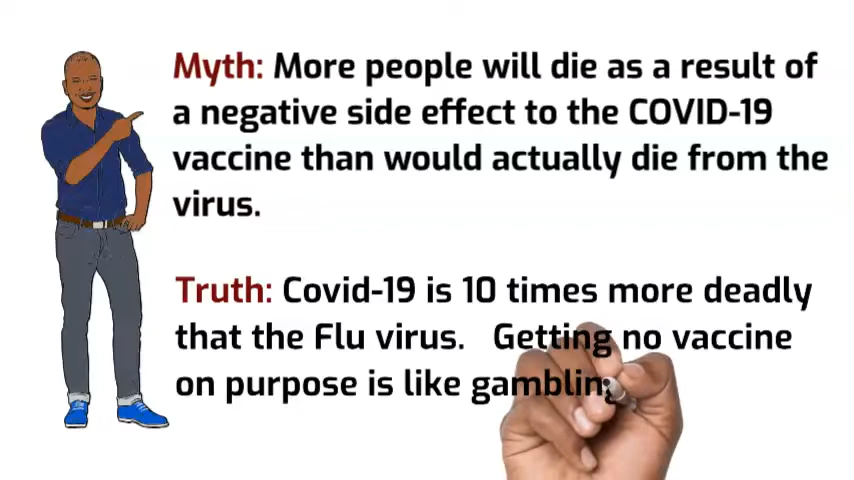 Myth: More people will die as a result of
a negative side effect to the COVID-19
vaccine than would actually die from the
virus.
Truth: Covid-19 is 10 times more deadly
that the Flu virus. Getting no vaccine
on purpose is like gambling